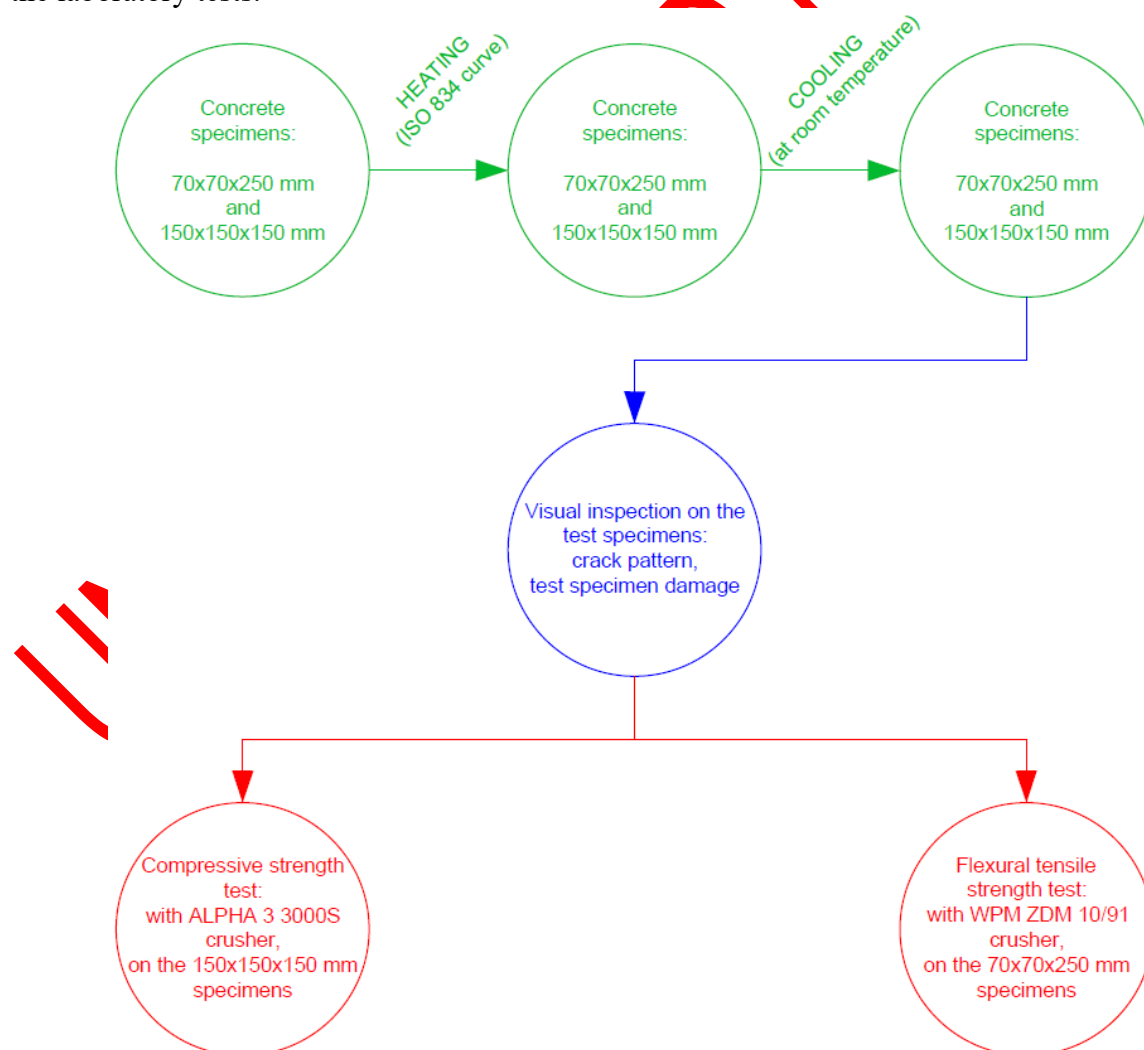 the laboratory tests.
HEATING
(ISO 834 curve)
COOLING
(at room temperature)
Concrete
specimens:
70x70x250 mm
and
150x150x150 mm
Concrete
specimens:
70x70x250 mm
and
150x150x150 mm
Concrete
specimens:
70x70x250 mm
and
150x150x150 mm
Visual inspection on the
test specimens:
crack pattern,
test specimen damage
Compressive strength
test:
with ALPHA 3 3000S
crusher,
on the 150x150x150 mm
specimens
Flexural tensile
strength test:
with WPM ZDM 10/91
crusher,
on the 70x70x250 mm
specimens